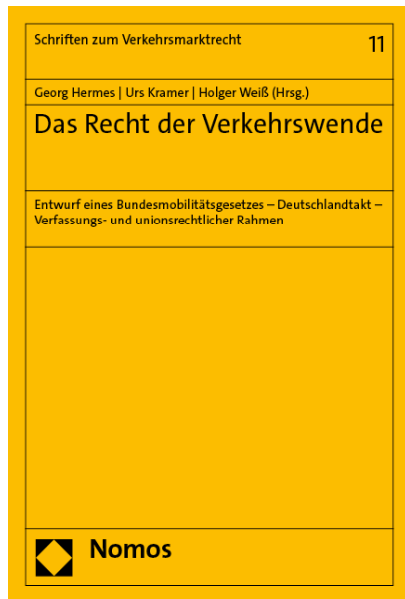 Schriften zum Verkehrsmarktrecht
11
Georg Hermes | Urs Kramer | Holger Weiß (Hrsg.)
Das Recht der Verkehrswende
Entwurf eines Bundesmobilitätsgesetzes – Deutschlandtakt –
Verfassungs- und unionsrechtlicher Rahmen
Nomos